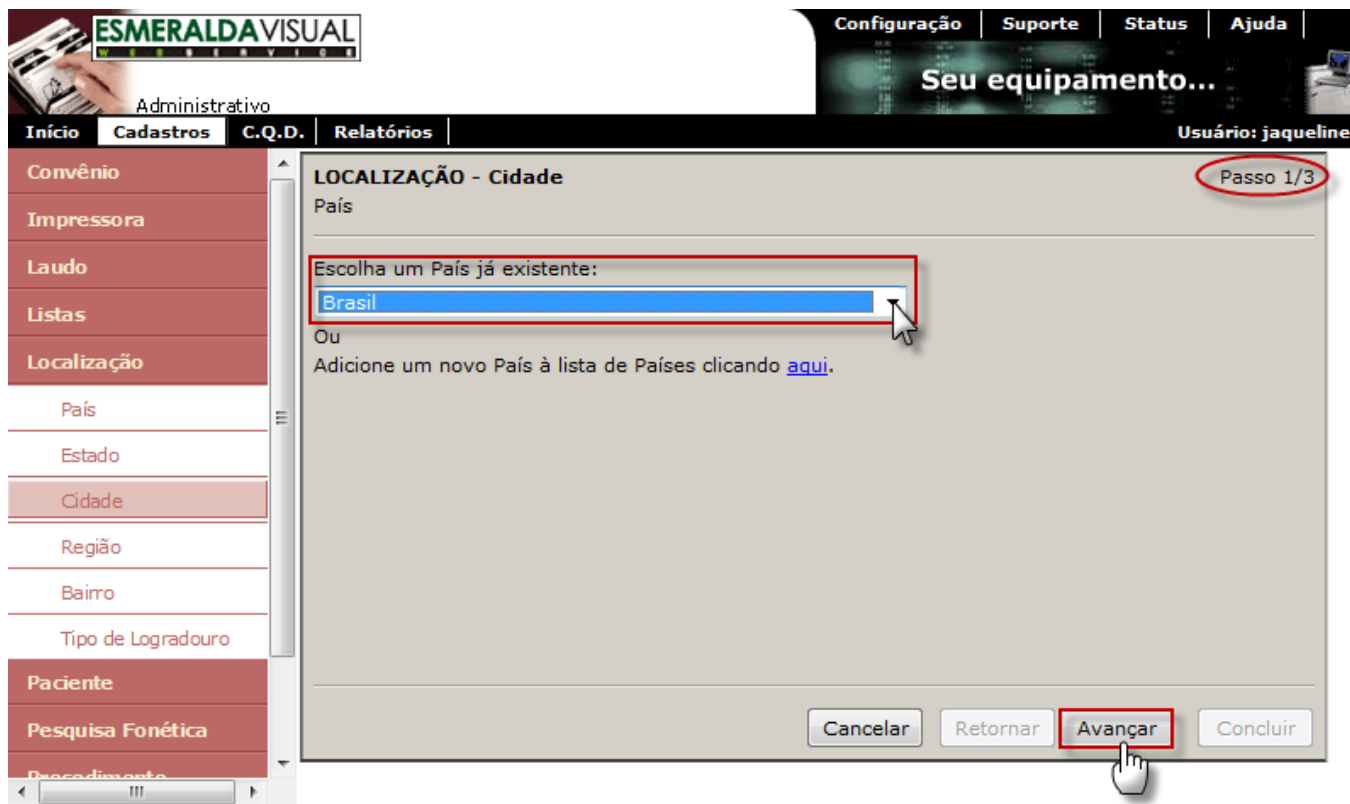 ESMERALDAVISUAL
WEBSERVICE
Administrativo
Configuração Suporte Status Ajuda
Seu equipamento...
Início Cadastros C.Q.D. Relatórios Usuário: jaqueline
Convênio
Impressora
Laudo
Listas
Localização
País
Estado
Cidade
Região
Bairro
Tipo de Logradouro
Paciente
Pesquisa Fonética
Procedimento
LOCALIZAÇÃO - Cidade Passo 1/3
País
Escolha um País já existente:
Brasil
Ou
Adicione um novo País à lista de Países clicando aqui.
Cancelar Retornar Avançar Concluir